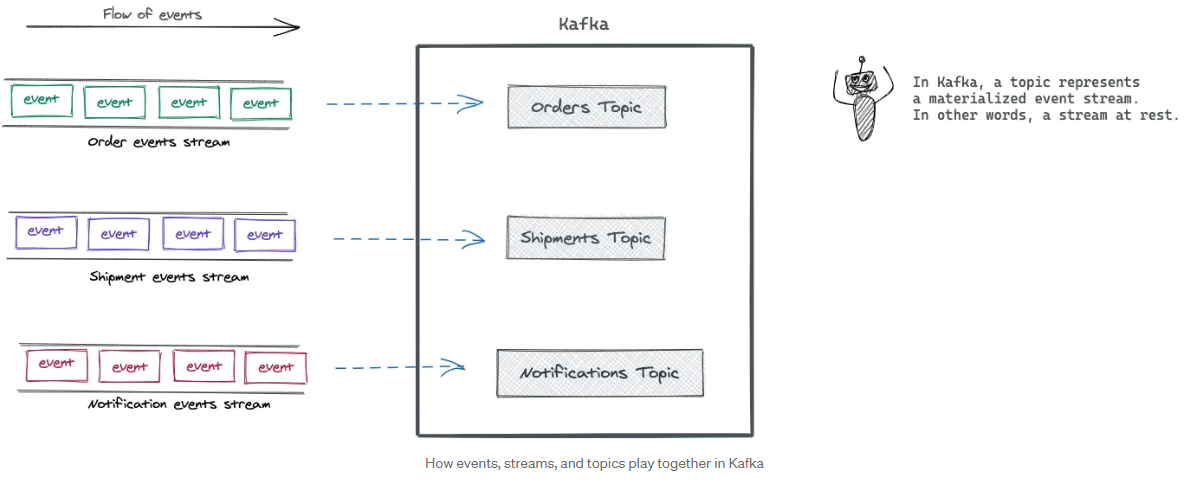 Flow of events
Kafka
event event event event
Order events stream
Orders Topic
In Kafka, a topic represents
a materialized event stream.
In other words, a stream at rest.
event event event event
Shipment events stream
Shipments Topic
event event event event
Notification events stream
Notifications Topic
How events, streams, and topics play together in Kafka